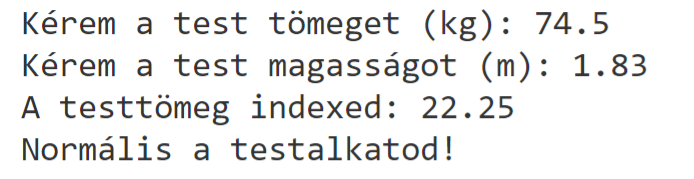 Kérem a test tömeget (kg): 74.5
Kérem a test magasságot (m): 1.83
A testtömeg indexed: 22.25
Normális a testalkatod!